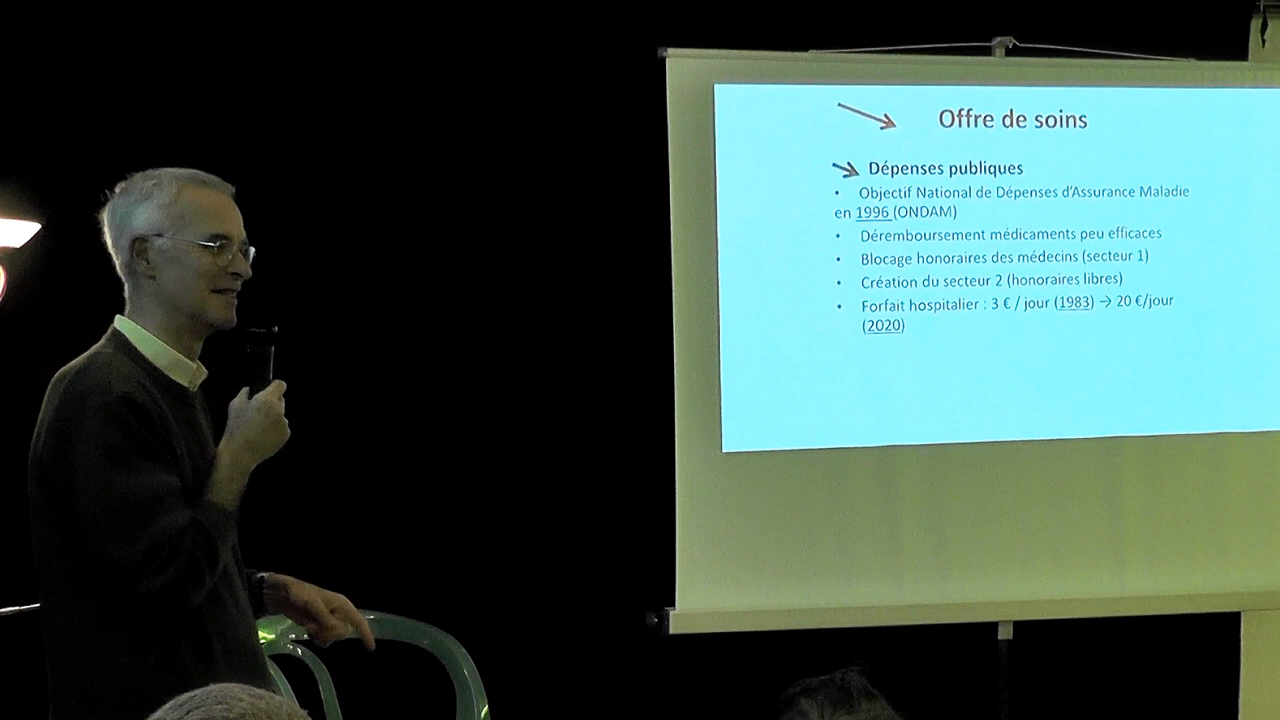 Offre de soins
Dépenses publiques
• Objectif National de Dépenses d'Assurance Maladie
en 1996 (ONDAM)
• Déremboursement médicaments peu efficaces
• Blocage honoraires des médecins (secteur 1)
• Création du secteur 2 (honoraires libres)
• Forfait hospitalier : 3 € / jour (1983) → 20 €/jour
(2020)